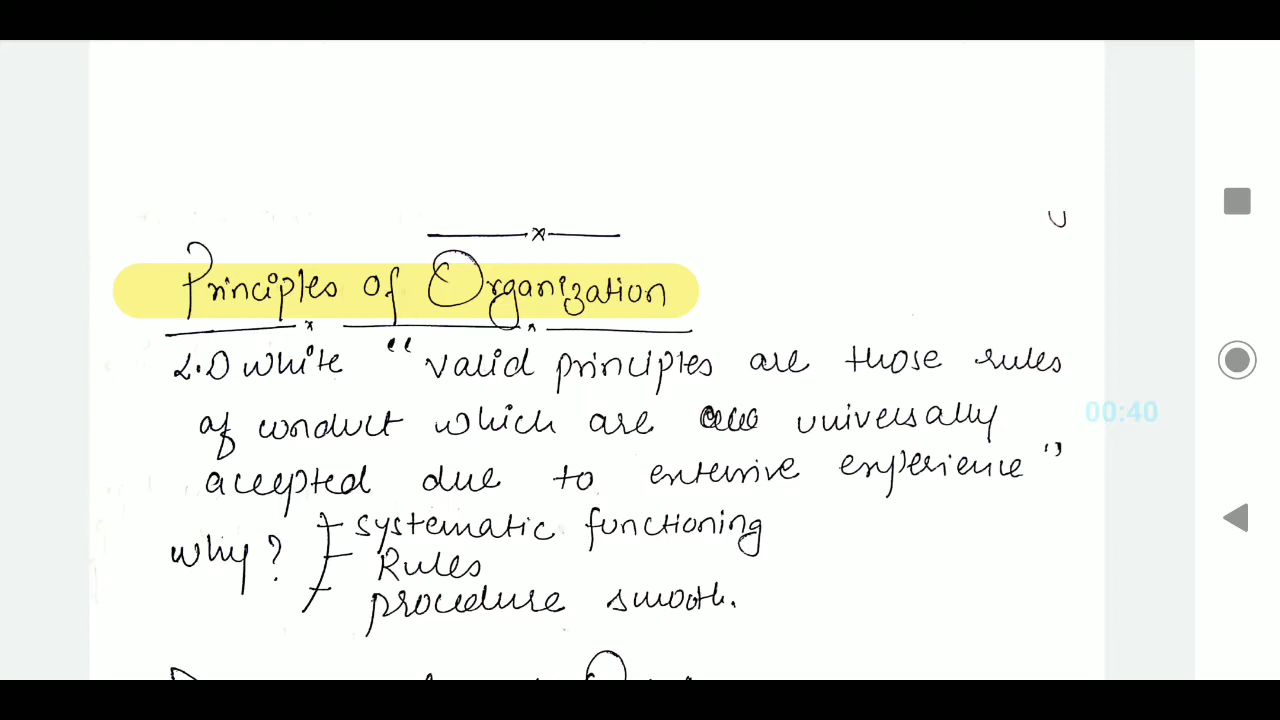 Principles of Organization
L.D White "valid principles are those rules
of conduct which are universally
accepted due to extensive experience"
why? systematic functioning
Rules
procedure smooth.
00:40